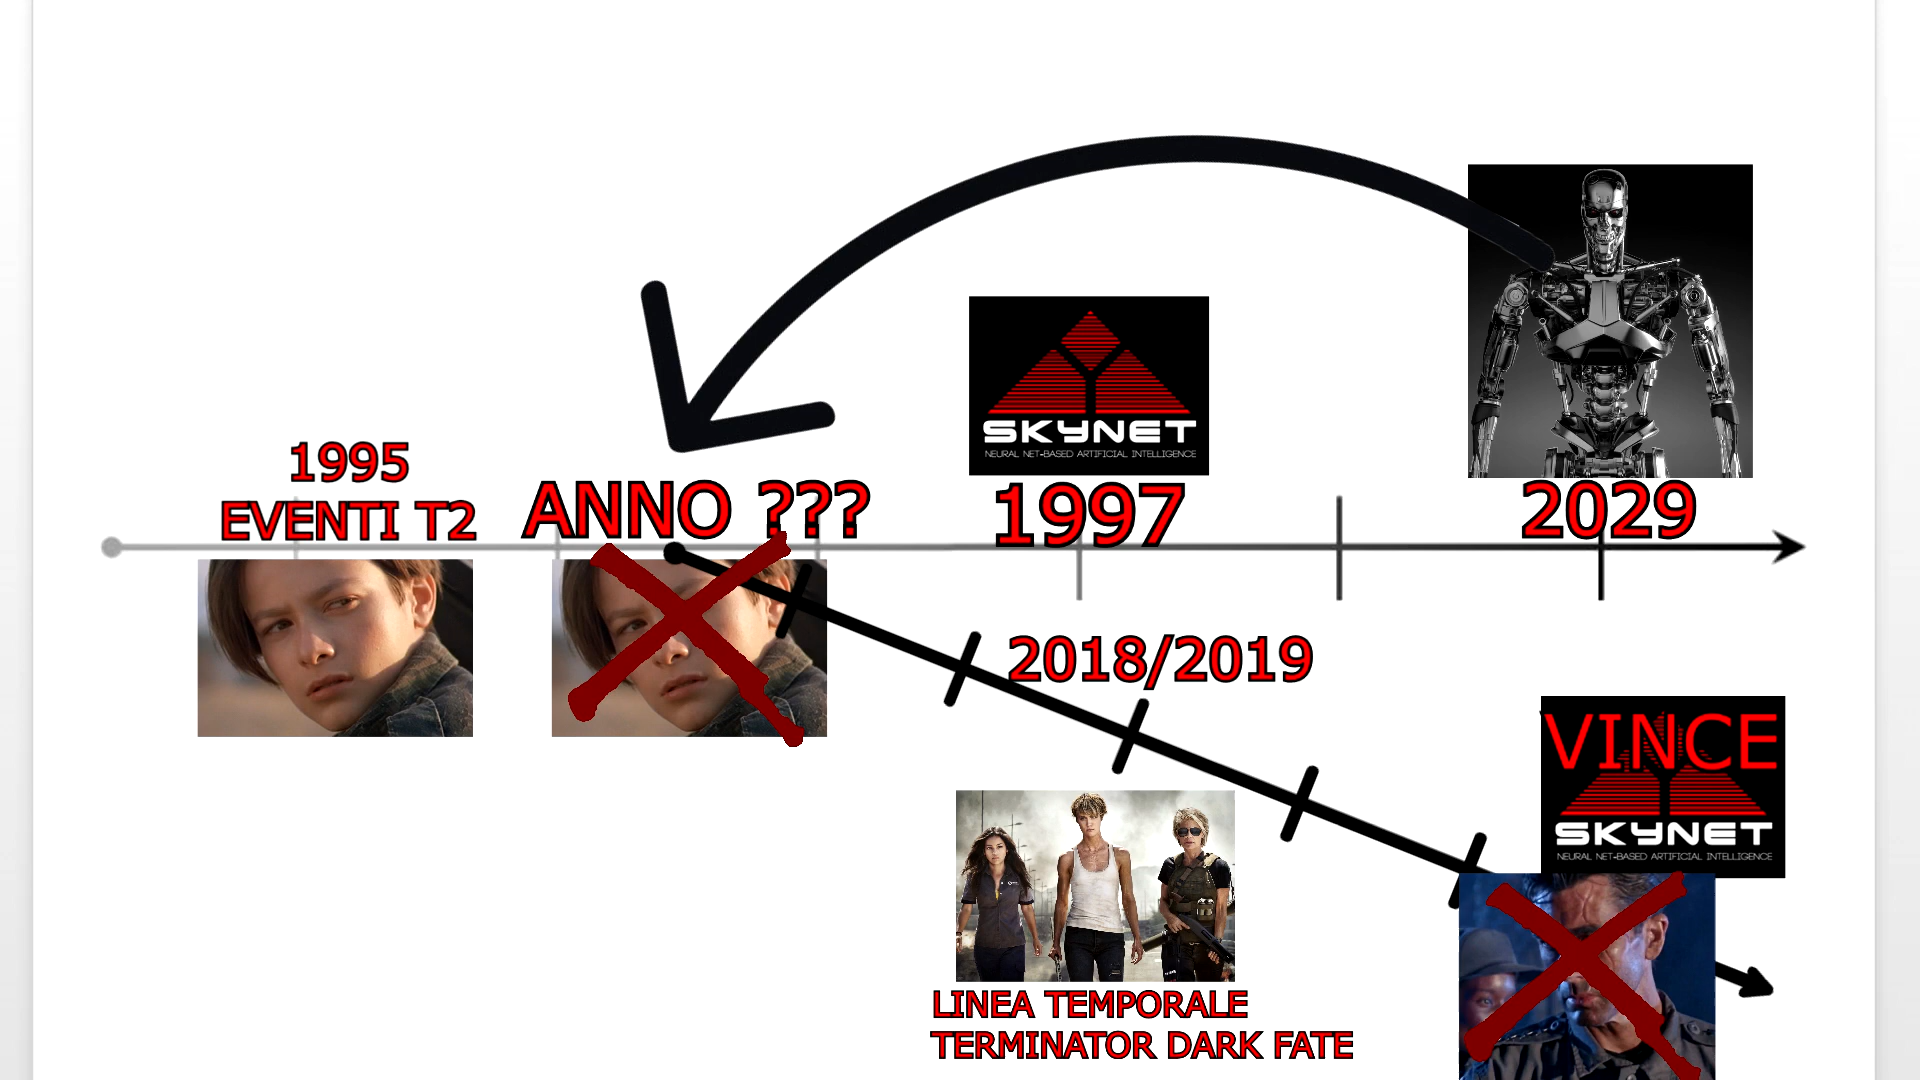 1995
EVENTI T2
ANNO ???
SKYNET
NEURAL NET-BASED ARTIFICIAL INTELLIGENCE
1997
2029
2018/2019
VINCE
SKYNET
NEURAL NET-BASED ARTIFICIAL INTELLIGENCE
LINEA TEMPORALE
TERMINATOR DARK FATE